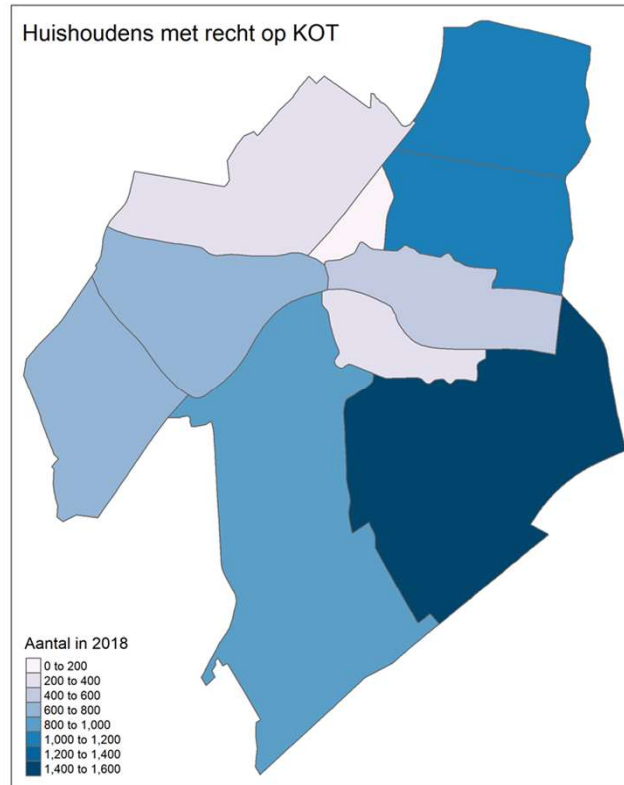 Huishoudens met recht op KOT
Aantal in 2018
0 to 200
200 to 400
400 to 600
600 to 800
800 to 1,000
1,000 to 1,200
1,200 to 1,400
1,400 to 1,600